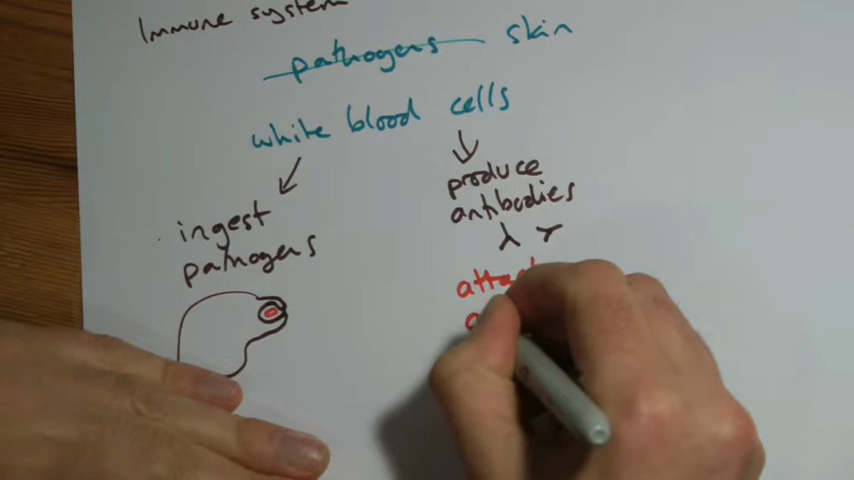 Immune system
pathogens skin
white blood cells
ingest
pathogens
produce
antibodies